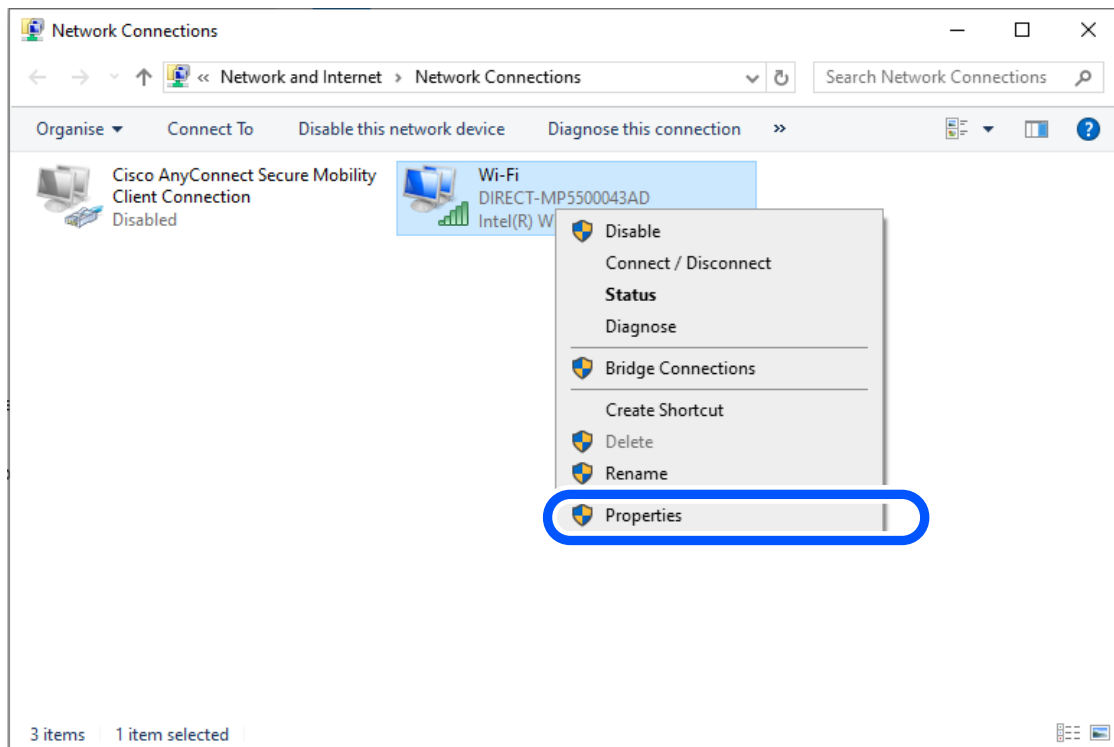 Network Connections
« Network and Internet › Network Connections
Search Network Connections
Organise
Connect To
Disable this network device
Diagnose this connection
»
Cisco AnyConnect Secure Mobility
Client Connection
Disabled
Wi-Fi
DIRECT-MP5500043AD
Intel(R) W
Disable
Connect / Disconnect
Status
Diagnose
Bridge Connections
Create Shortcut
Delete
Rename
Properties
3 items
1 item selected